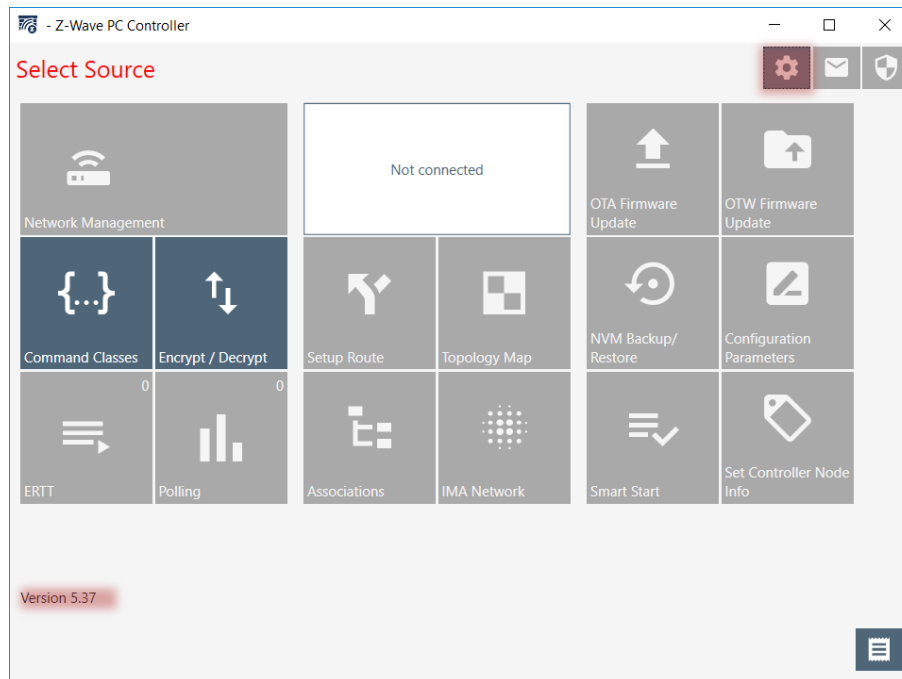 - Z-Wave PC Controller
Select Source
Network Management
Not connected
OTA Firmware
Update
OTW Firmware
Update
{...}
Command Classes
Encrypt / Decrypt
Setup Route
Topology Map
NVM Backup/
Restore
Configuration
Parameters
0
ERTT
0
Polling
Associations
IMA Network
Smart Start
Set Controller Node
Info
Version 5.37